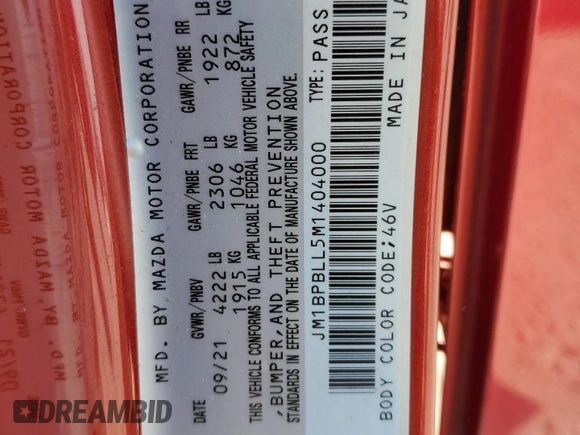 MFD. BY MAZDA MOTOR CORPORATION
DATE GVWR/PNBV GAWR/PNBE FRT GAWR/PNBE RR
09/21 4222 LB 2306 LB 1922 LB
1915 KG 1046 KG 872 KG
THIS VEHICLE CONFORMS TO ALL APPLICABLE FEDERAL MOTOR VEHICLE SAFETY
,BUMPER, AND THEFT PREVENTION
STANDARDS IN EFFECT ON THE DATE OF MANUFACTURE SHOWN ABOVE.
JM1BPBLL5M1404000 TYPE: PASS
BODY COLOR CODE;46V MADE IN JA
DREAMBID